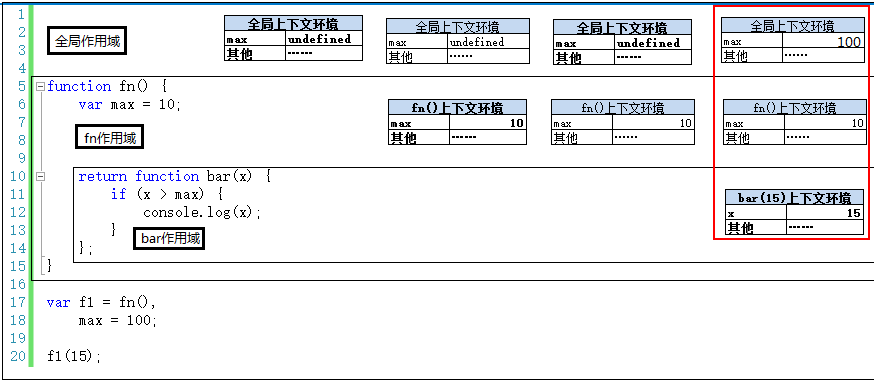 1
全局上下文环境 全局上下文环境 全局上下文环境 全局上下文环境
2 全局作用域 max undefined max undefined max undefined max 100
3 其他 ------ 其他 ------ 其他 ------ 其他 ------
4
5 function fn() {
6 var max = 10; fn()上下文环境 fn()上下文环境 fn()上下文环境
7 max 10 max 10 max 10
8 fn作用域 其他 ------ 其他 ------ 其他 ------
9
10 return function bar(x) {
11 if (x > max) { bar(15)上下文环境
12 console.log(x); x 15
13 } bar作用域 其他 ------
14 };
15 }
16
17 var f1 = fn(),
18 max = 100;
19
20 f1(15);